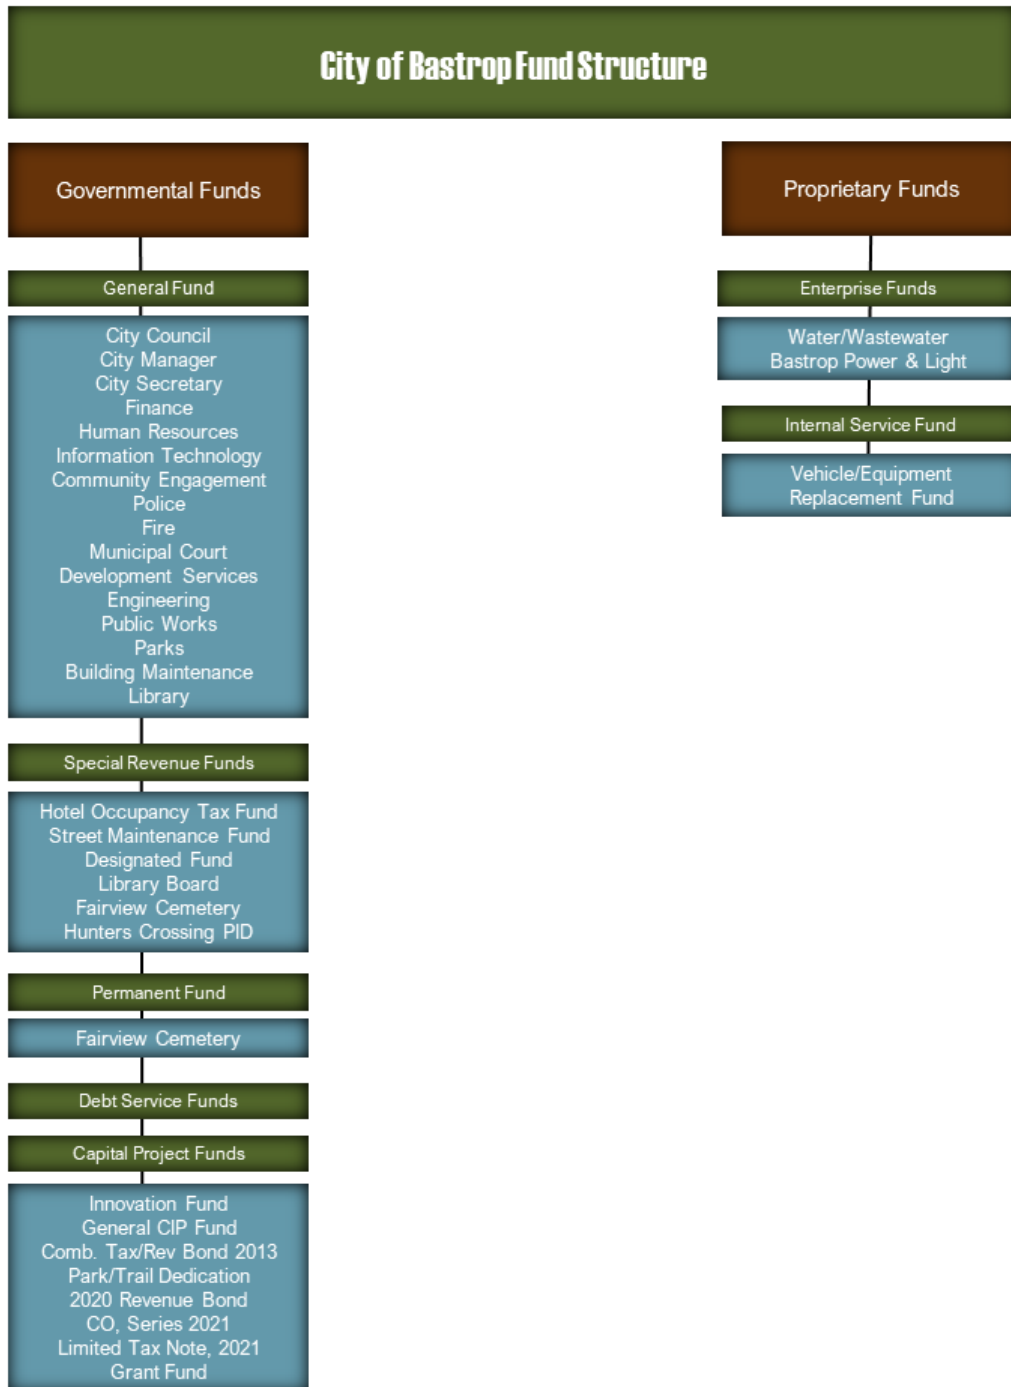 City of Bastrop Fund Structure
Governmental Funds
General Fund
City Council
City Manager
City Secretary
Finance
Human Resources
Information Technology
Community Engagement
Police
Fire
Municipal Court
Development Services
Engineering
Public Works
Parks
Building Maintenance
Library
Special Revenue Funds
Hotel Occupancy Tax Fund
Street Maintenance Fund
Designated Fund
Library Board
Fairview Cemetery
Hunters Crossing PID
Permanent Fund
Fairview Cemetery
Debt Service Funds
Capital Project Funds
Innovation Fund
General CIP Fund
Comb. Tax/Rev Bond 2013
Park/Trail Dedication
2020 Revenue Bond
CO, Series 2021
Limited Tax Note, 2021
Grant Fund
Proprietary Funds
Enterprise Funds
Water/Wastewater
Bastrop Power & Light
Internal Service Fund
Vehicle/Equipment
Replacement Fund